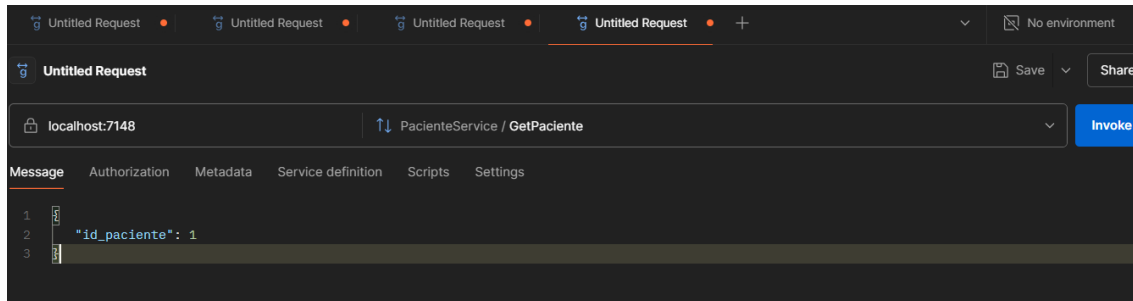 Untitled Request Untitled Request Untitled Request Untitled Request + No environment
Untitled Request Save Share
localhost:7148 PacienteService / GetPaciente Invoke
Message Authorization Metadata Service definition Scripts Settings
1 {
2 "id_paciente": 1
3 }